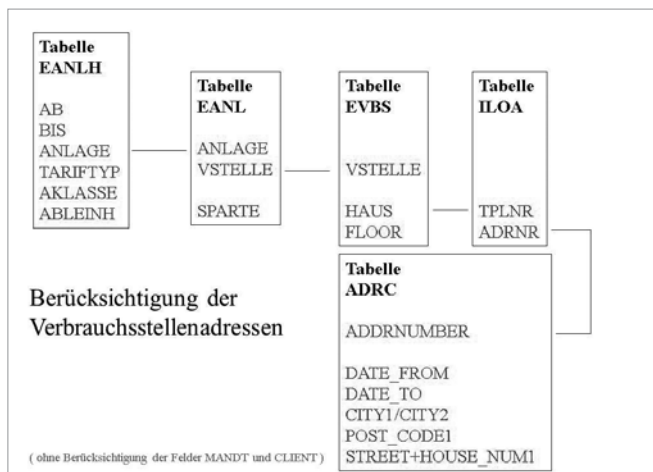 Tabelle
EANLH
AB
BIS
ANLAGE
TARIFTYP
AKLASSE
ABLEINH
Tabelle
EANL
ANLAGE
VSTELLE
SPARTE
Tabelle
EVBS
VSTELLE
HAUS
FLOOR
Tabelle
ILOA
TPLNR
ADRNR
Tabelle
ADRC
ADDRNUMBER
DATE_FROM
DATE_TO
CITY1/CITY2
POST_CODE1
STREET+HOUSE_NUM1
Berücksichtigung der
Verbrauchsstellenadressen
( ohne Berücksichtigung der Felder MANDT und CLIENT )